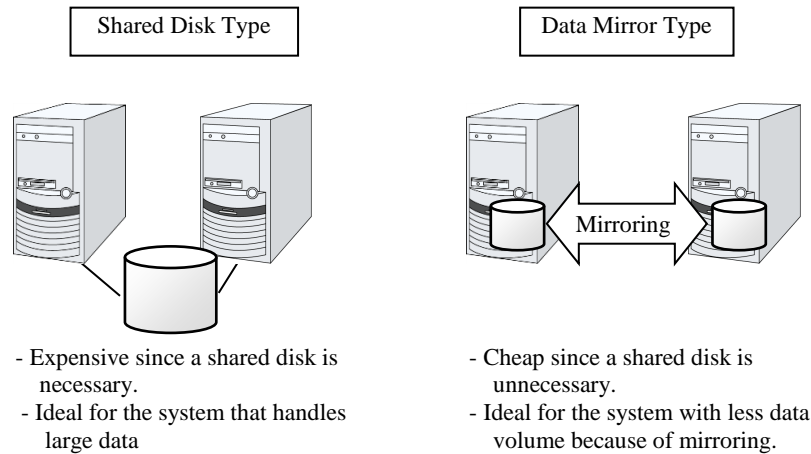 Shared Disk Type
- Expensive since a shared disk is
necessary.
- Ideal for the system that handles
large data
Data Mirror Type
Mirroring
- Cheap since a shared disk is
unnecessary.
- Ideal for the system with less data
volume because of mirroring.